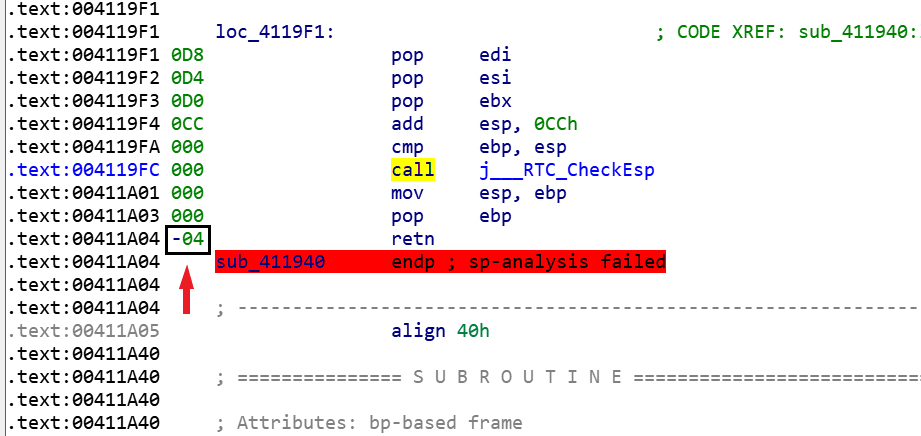 .text:004119F1
.text:004119F1 loc_4119F1: ; CODE XREF: sub_411940:
.text:004119F1 0D8 pop edi
.text:004119F2 0D4 pop esi
.text:004119F3 0D0 pop ebx
.text:004119F4 0CC add esp, 0CCh
.text:004119FA 000 cmp ebp, esp
.text:004119FC 000 call j___RTC_CheckEsp
.text:00411A01 000 mov esp, ebp
.text:00411A03 000 pop ebp
.text:00411A04 -04 retn
.text:00411A04 sub_411940 endp ; sp-analysis failed
.text:00411A04
.text:00411A04 ; ---------------------------------------------------------------
.text:00411A05 align 40h
.text:00411A40
.text:00411A40 ; =============== S U B R O U T I N E ===========================
.text:00411A40
.text:00411A40 ; Attributes: bp-based frame